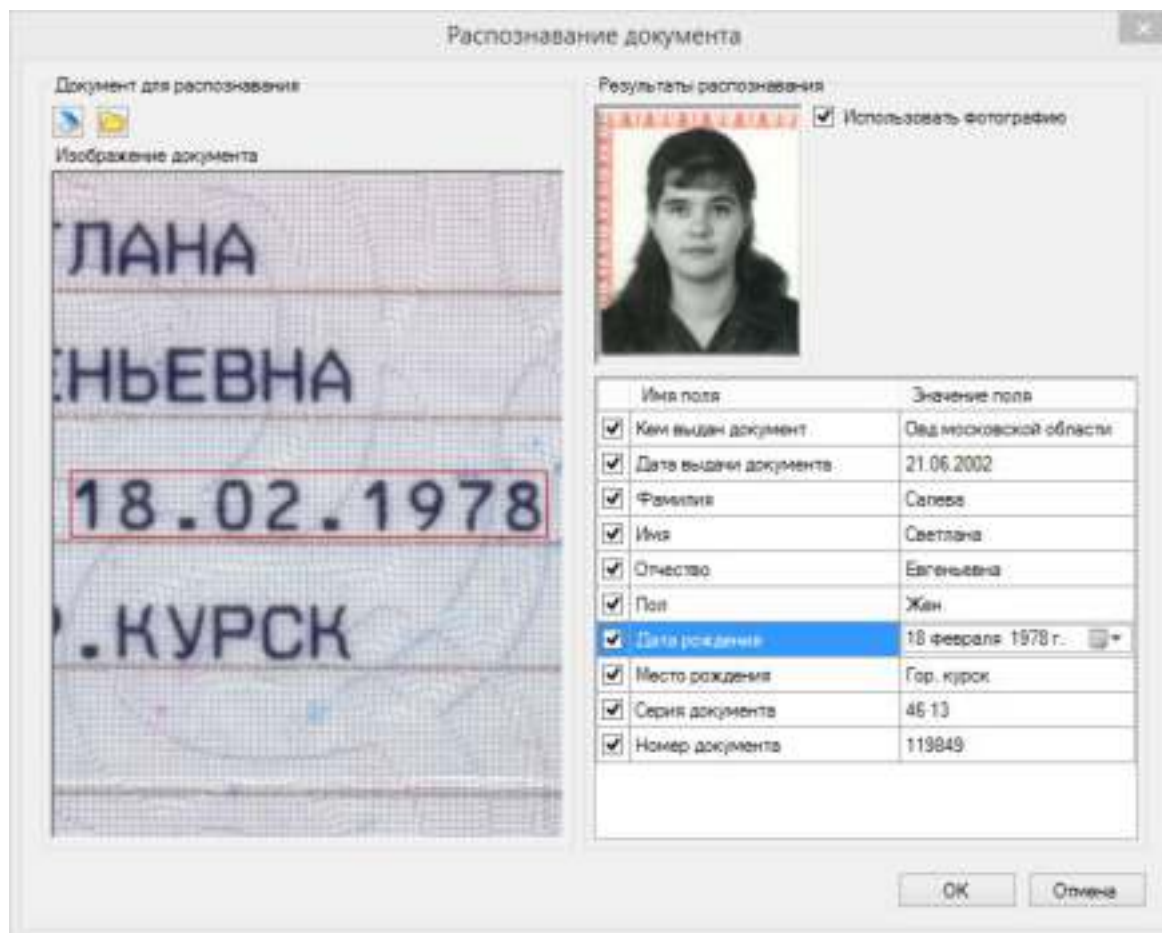 Распознавание документа
Документ для распознавания
Изображение документа
ТЛАНА
ЕНЬЕВНА
18.02.1978
Р.КУРСК
Результаты распознавания
Использовать фотографию
Имя поля Значение поля
Кем выдан документ Овд московской области
Дата выдачи документа 21.06.2002
Фамилия Сапева
Имя Светлана
Отчество Евгеньевна
Пол Жен
Дата рождения 18 февраля 1978 г.
Место рождения Гор. курск
Серия документа 46 13
Номер документа 119849
OK Отмена